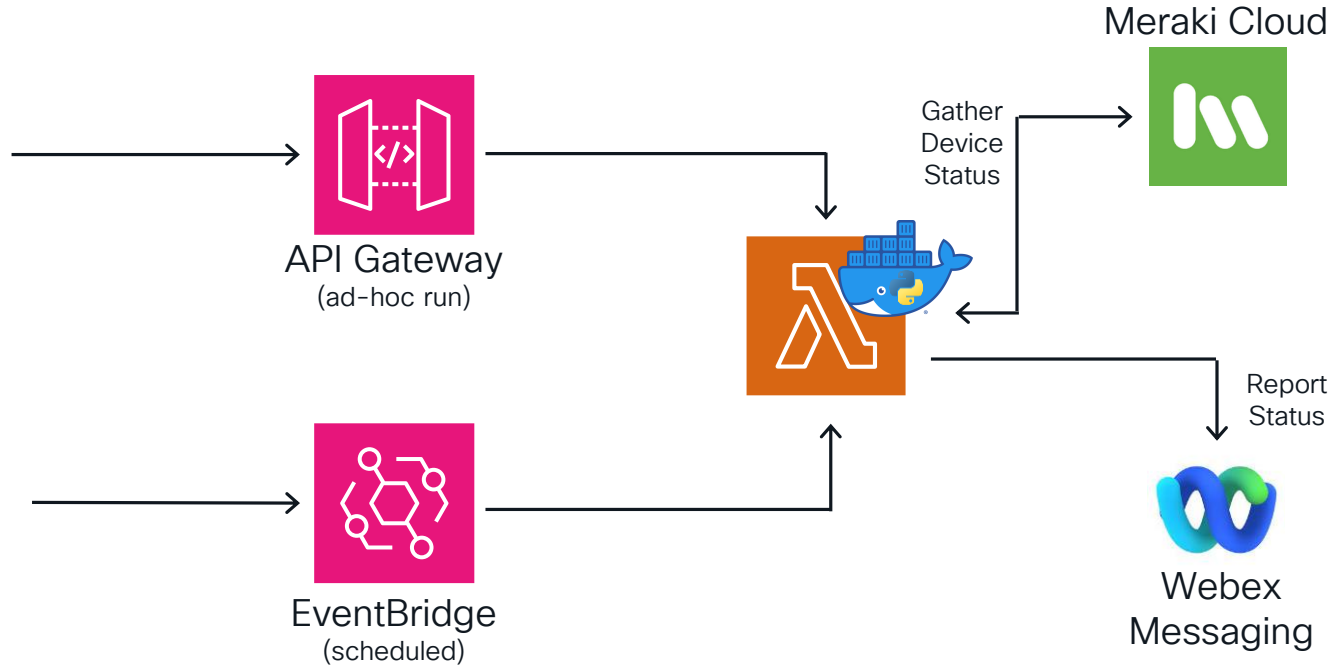 Meraki Cloud
Gather
Device
Status
</>
API Gateway
(ad-hoc run)
Report
Status
EventBridge
(scheduled)
Webex
Messaging